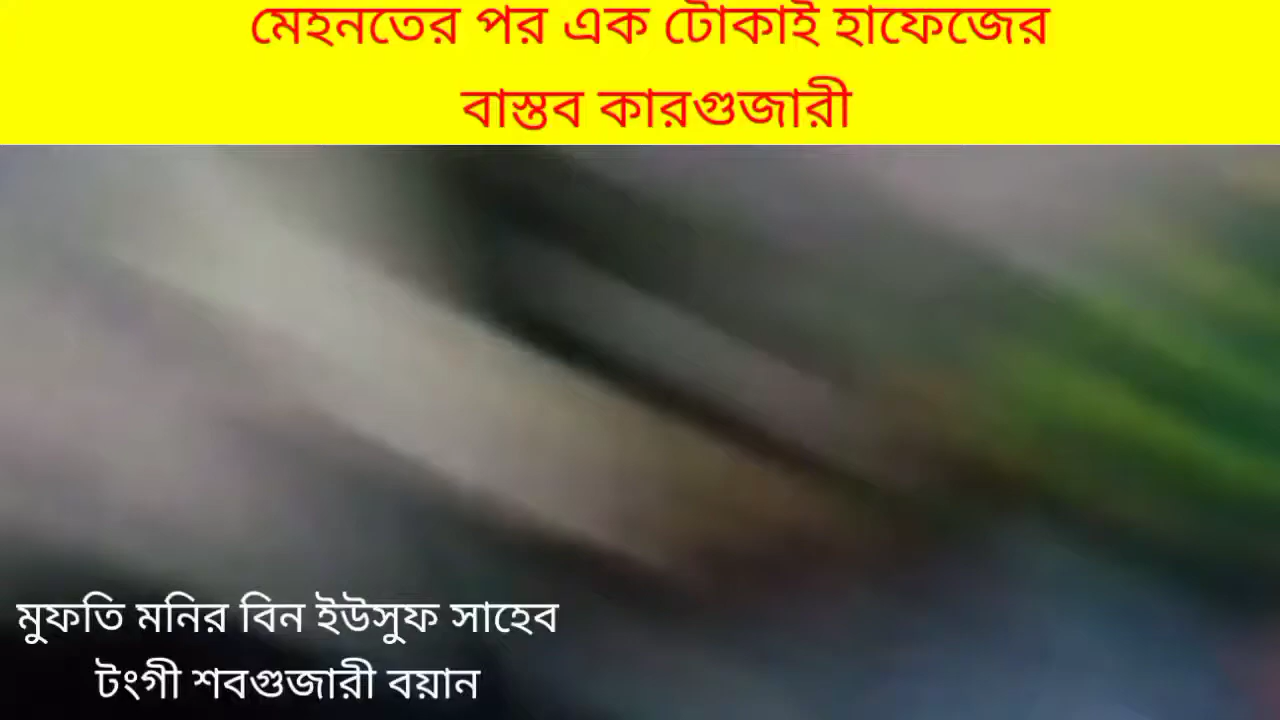 মেহনতের পর এক টোকাই হাফেজের
বাস্তব কারগুজারী
মুফতি মনির বিন ইউসুফ সাহেব
টংগী শবগুজারী বয়ান